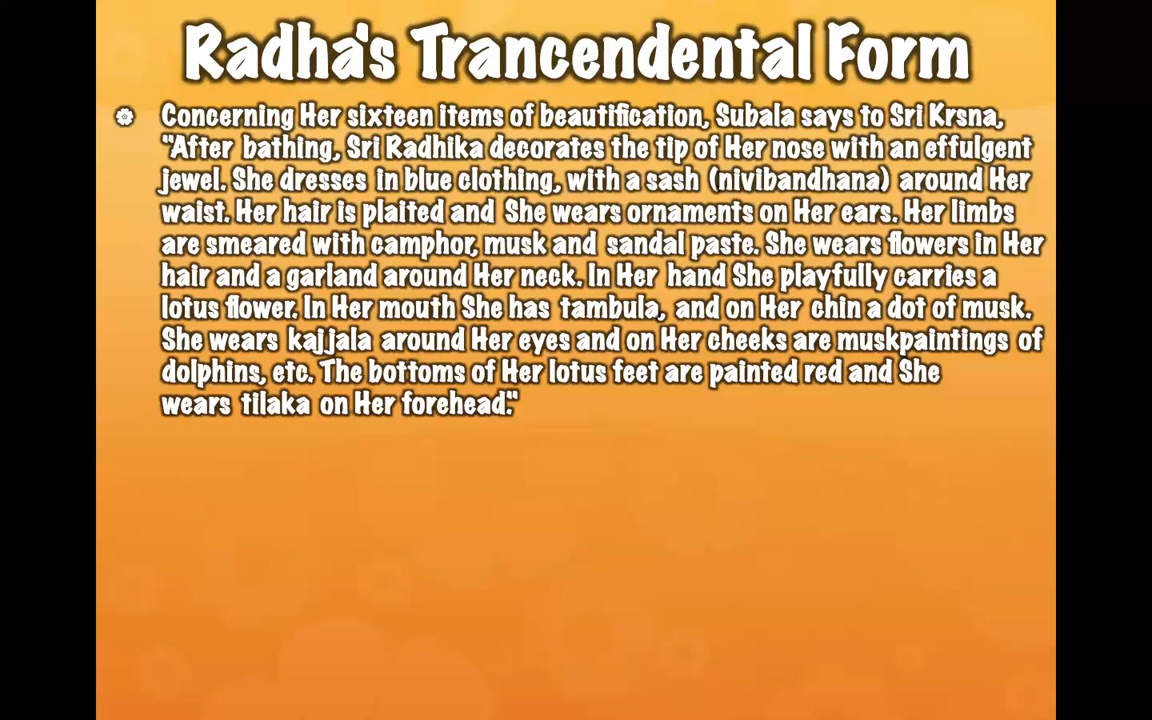 Radha's Trancendental Form
Concerning Her sixteen items of beautification, Subala says to Sri Krsna,
"After bathing, Sri Radhika decorates the tip of Her nose with an effulgent
jewel. She dresses in blue clothing, with a sash (nivibandhana) around Her
waist. Her hair is plaited and She wears ornaments on Her ears. Her limbs
are smeared with camphor, musk and sandal paste. She wears flowers in Her
hair and a garland around Her neck. In Her hand She playfully carries a
lotus flower. In Her mouth She has tambula, and on Her chin a dot of musk.
She wears kajjala around Her eyes and on Her cheeks are muskpaintings of
dolphins, etc. The bottoms of Her lotus feet are painted red and She
wears tilaka on Her forehead."